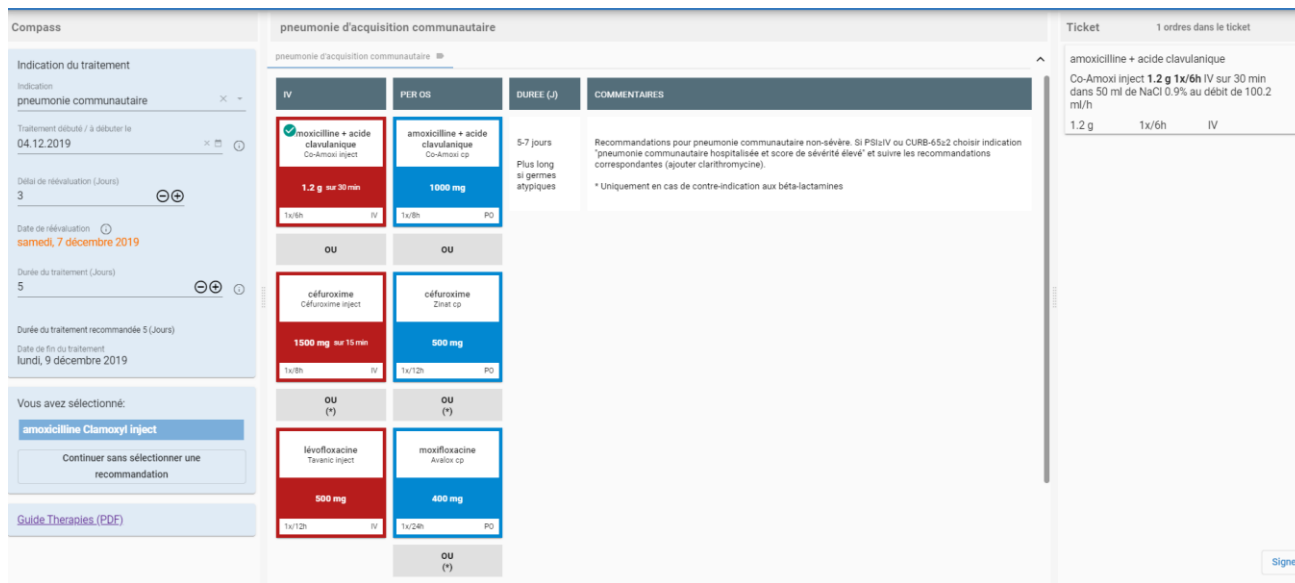 Compass
Indication du traitement
Indication
pneumonie communautaire
Traitement débuté / à débuter le
04.12.2019
Délai de réévaluation (Jours)
3
Date de réévaluation
samedi, 7 décembre 2019
Durée du traitement (Jours)
5
Durée du traitement recommandée 5 (Jours)
Date de fin du traitement
lundi, 9 décembre 2019
Vous avez sélectionné:
amoxicilline Clamoxyl inject
Continuer sans sélectionner une
recommandation
Guide Therapies (PDF)
pneumonie d'acquisition communautaire
pneumonie d'acquisition communautaire
IV
PER OS
DUREE (J)
COMMENTAIRES
moxicilline + acide
clavulanique
Co-Amoxi inject
1.2 g sur 30 min
1x/6h IV
amoxicilline + acide
clavulanique
Co-Amoxi cp
1000 mg
1x/8h PO
5-7 jours
Plus long
si germes
atypiques
Recommandations pour pneumonie communautaire non-sévère. Si PSI≥IV ou CURB-65≥2 choisir indication
"pneumonie communautaire hospitalisée et score de sévérité élevé" et suivre les recommandations
correspondantes (ajouter clarithromycine).
* Uniquement en cas de contre-indication aux béta-lactamines
OU
OU
céfuroxime
Céfuroxime inject
1500 mg sur 15 min
1x/8h IV
céfuroxime
Zinat cp
500 mg
1x/12h PO
OU
(*)
OU
(*)
lévofloxacine
Tavanic inject
500 mg
1x/12h IV
moxifloxacine
Avalox cp
400 mg
1x/24h PO
OU
(*)
Ticket
1 ordres dans le ticket
amoxicilline + acide clavulanique
Co-Amoxi inject 1.2 g 1x/6h IV sur 30 min
dans 50 ml de NaCl 0.9% au débit de 100.2
ml/h
1.2 g 1x/6h IV
Signe